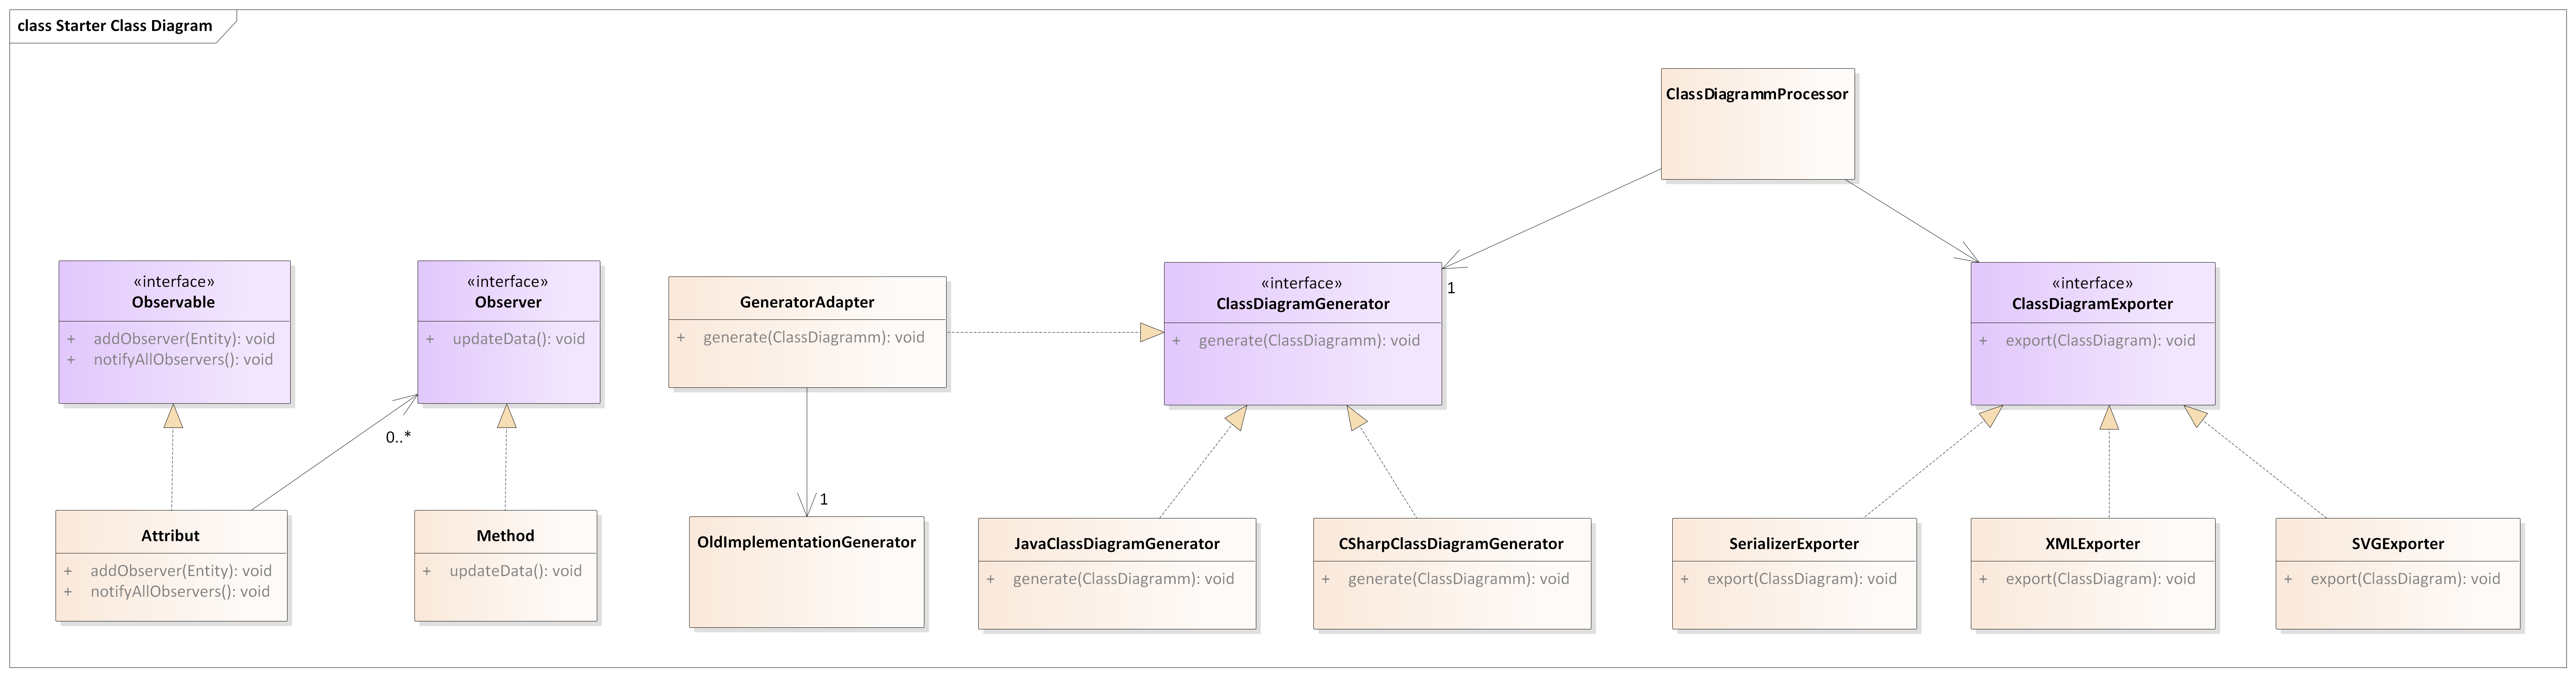 class Starter Class Diagram
ClassDiagrammProcessor
«interface»
Observable
+ addObserver(Entity): void
+ notifyAllObservers(): void
«interface»
Observer
+ updateData(): void
0..*
GeneratorAdapter
+ generate(ClassDiagramm): void
«interface»
ClassDiagramGenerator
+ generate(ClassDiagramm): void
1
«interface»
ClassDiagramExporter
+ export(ClassDiagram): void
Attribut
+ addObserver(Entity): void
+ notifyAllObservers(): void
Method
+ updateData(): void
1
OldImplementationGenerator
JavaClassDiagramGenerator
+ generate(ClassDiagramm): void
CSharpClassDiagramGenerator
+ generate(ClassDiagramm): void
SerializerExporter
+ export(ClassDiagram): void
XMLExporter
+ export(ClassDiagram): void
SVGExporter
+ export(ClassDiagram): void